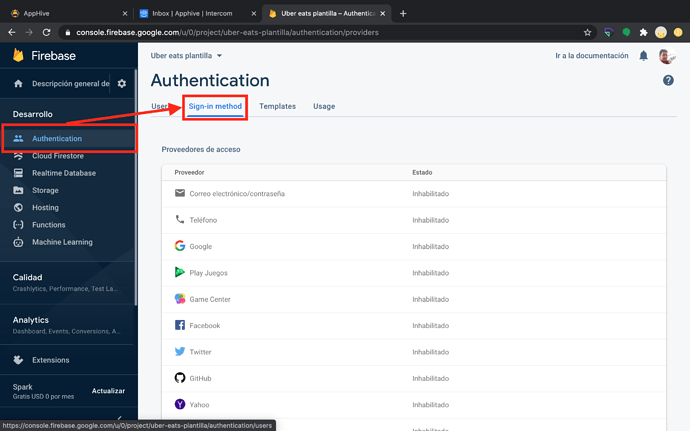 AppHive
Inbox | Apphive | Intercom
Uber eats plantilla – Authentica
console.firebase.google.com/u/0/project/uber-eats-plantilla/authentication/providers
Firebase
Uber eats plantilla
Ir a la documentación
Descripción general de
Authentication
Users
Sign-in method
Templates
Usage
Desarrollo
Authentication
Cloud Firestore
Realtime Database
Storage
Hosting
Functions
Machine Learning
Calidad
Crashlytics, Performance, Test La...
Analytics
Dashboard, Events, Conversions, A...
Extensions
Spark
Gratis USD 0 por mes
Actualizar
Proveedores de acceso
Proveedor
Estado
Correo electrónico/contraseña
Inhabilitado
Teléfono
Inhabilitado
Google
Inhabilitado
Play Juegos
Inhabilitado
Game Center
Inhabilitado
Facebook
Inhabilitado
Twitter
Inhabilitado
GitHub
Inhabilitado
Yahoo
Inhabilitado
https://console.firebase.google.com/u/0/project/uber-eats-plantilla/authentication/users